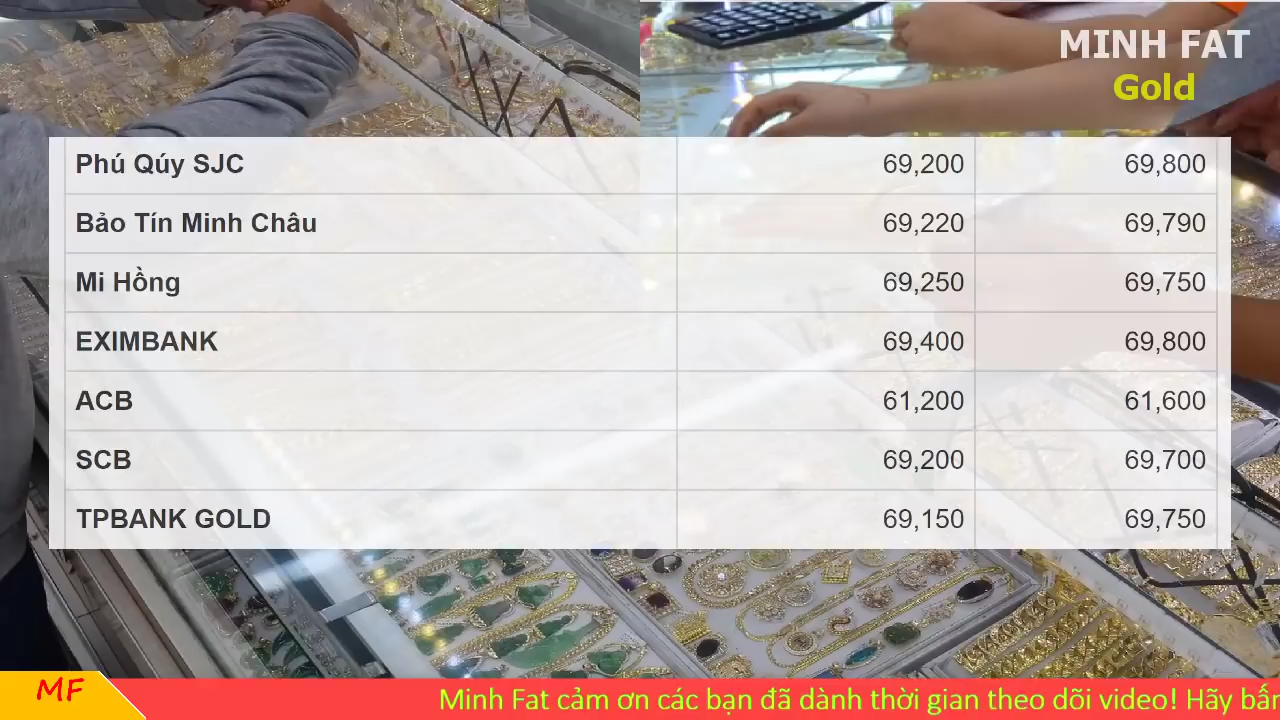 MINH FAT
Gold
Phú Qúy SJC 69,200 69,800
Bảo Tín Minh Châu 69,220 69,790
Mi Hồng 69,250 69,750
EXIMBANK 69,400 69,800
ACB 61,200 61,600
SCB 69,200 69,700
TPBANK GOLD 69,150 69,750
MF
Minh Fat cảm ơn các bạn đã dành thời gian theo dõi video! Hãy bấm